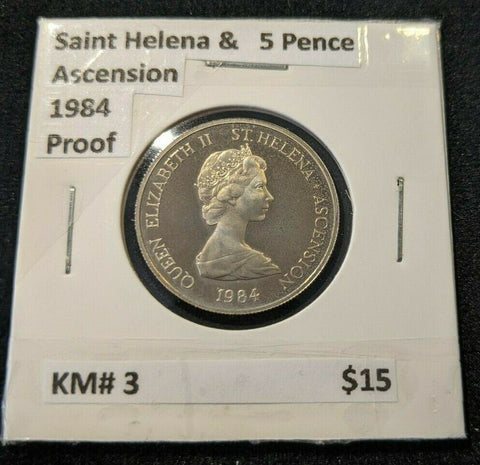 Saint Helena & 5 Pence
Ascension
1984
Proof
QUEEN ELIZABETH II ST. HELENA · ASCENSION
1984
KM# 3 $15